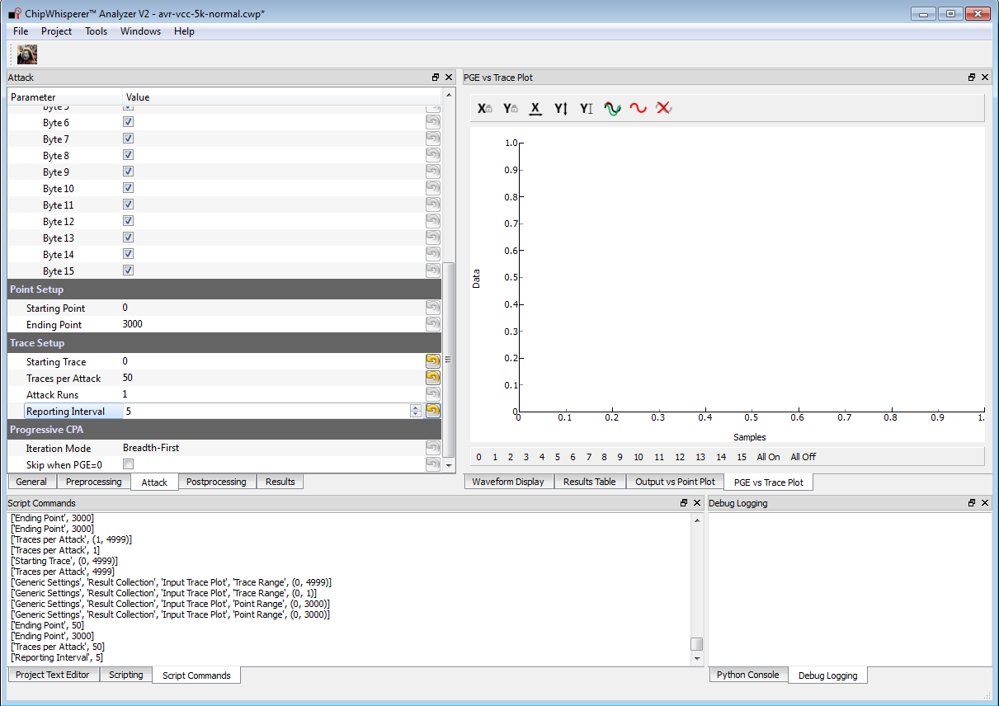 ChipWhisperer™ Analyzer V2 - avr-vcc-5k-normal.cwp*
File Project Tools Windows Help
Attack
Parameter Value
Byte 5
Byte 6
Byte 7
Byte 8
Byte 9
Byte 10
Byte 11
Byte 12
Byte 13
Byte 14
Byte 15
Point Setup
Starting Point 0
Ending Point 3000
Trace Setup
Starting Trace 0
Traces per Attack 50
Attack Runs 1
Reporting Interval 5
Progressive CPA
Iteration Mode Breadth-First
Skip when PGE=0
General Preprocessing Attack Postprocessing Results
PGE vs Trace Plot
X Y X Y Y
1.0
0.9
0.8
0.7
0.6
0.5
0.4
0.3
0.2
0.1
0
Data
0 0.1 0.2 0.3 0.4 0.5 0.6 0.7 0.8 0.9 1.
Samples
0 1 2 3 4 5 6 7 8 9 10 11 12 13 14 15 All On All Off
Waveform Display Results Table Output vs Point Plot PGE vs Trace Plot
Script Commands
['Ending Point', 3000]
['Ending Point', 3000]
['Traces per Attack', (1, 4999)]
['Traces per Attack', 1]
['Starting Trace', (0, 4999)]
['Traces per Attack', 4999]
['Generic Settings', 'Result Collection', 'Input Trace Plot', 'Trace Range', (0, 4999)]
['Generic Settings', 'Result Collection', 'Input Trace Plot', 'Trace Range', (0, 1)]
['Generic Settings', 'Result Collection', 'Input Trace Plot', 'Point Range', (0, 3000)]
['Generic Settings', 'Result Collection', 'Input Trace Plot', 'Point Range', (0, 3000)]
['Ending Point', 50]
['Ending Point', 3000]
['Traces per Attack', 50]
['Reporting Interval', 5]
Project Text Editor Scripting Script Commands
Debug Logging
Python Console Debug Logging